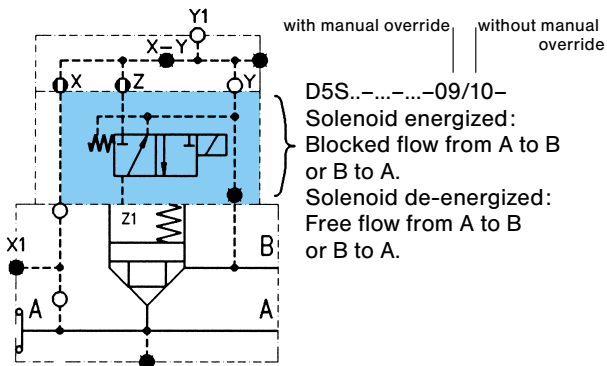 Y1
X-Y
X
Z
Y
Z1
X1
B
A
A
with manual override
without manual
override
D5S..–...–...–09/10–
Solenoid energized:
Blocked flow from A to B
or B to A.
Solenoid de-energized:
Free flow from A to B
or B to A.